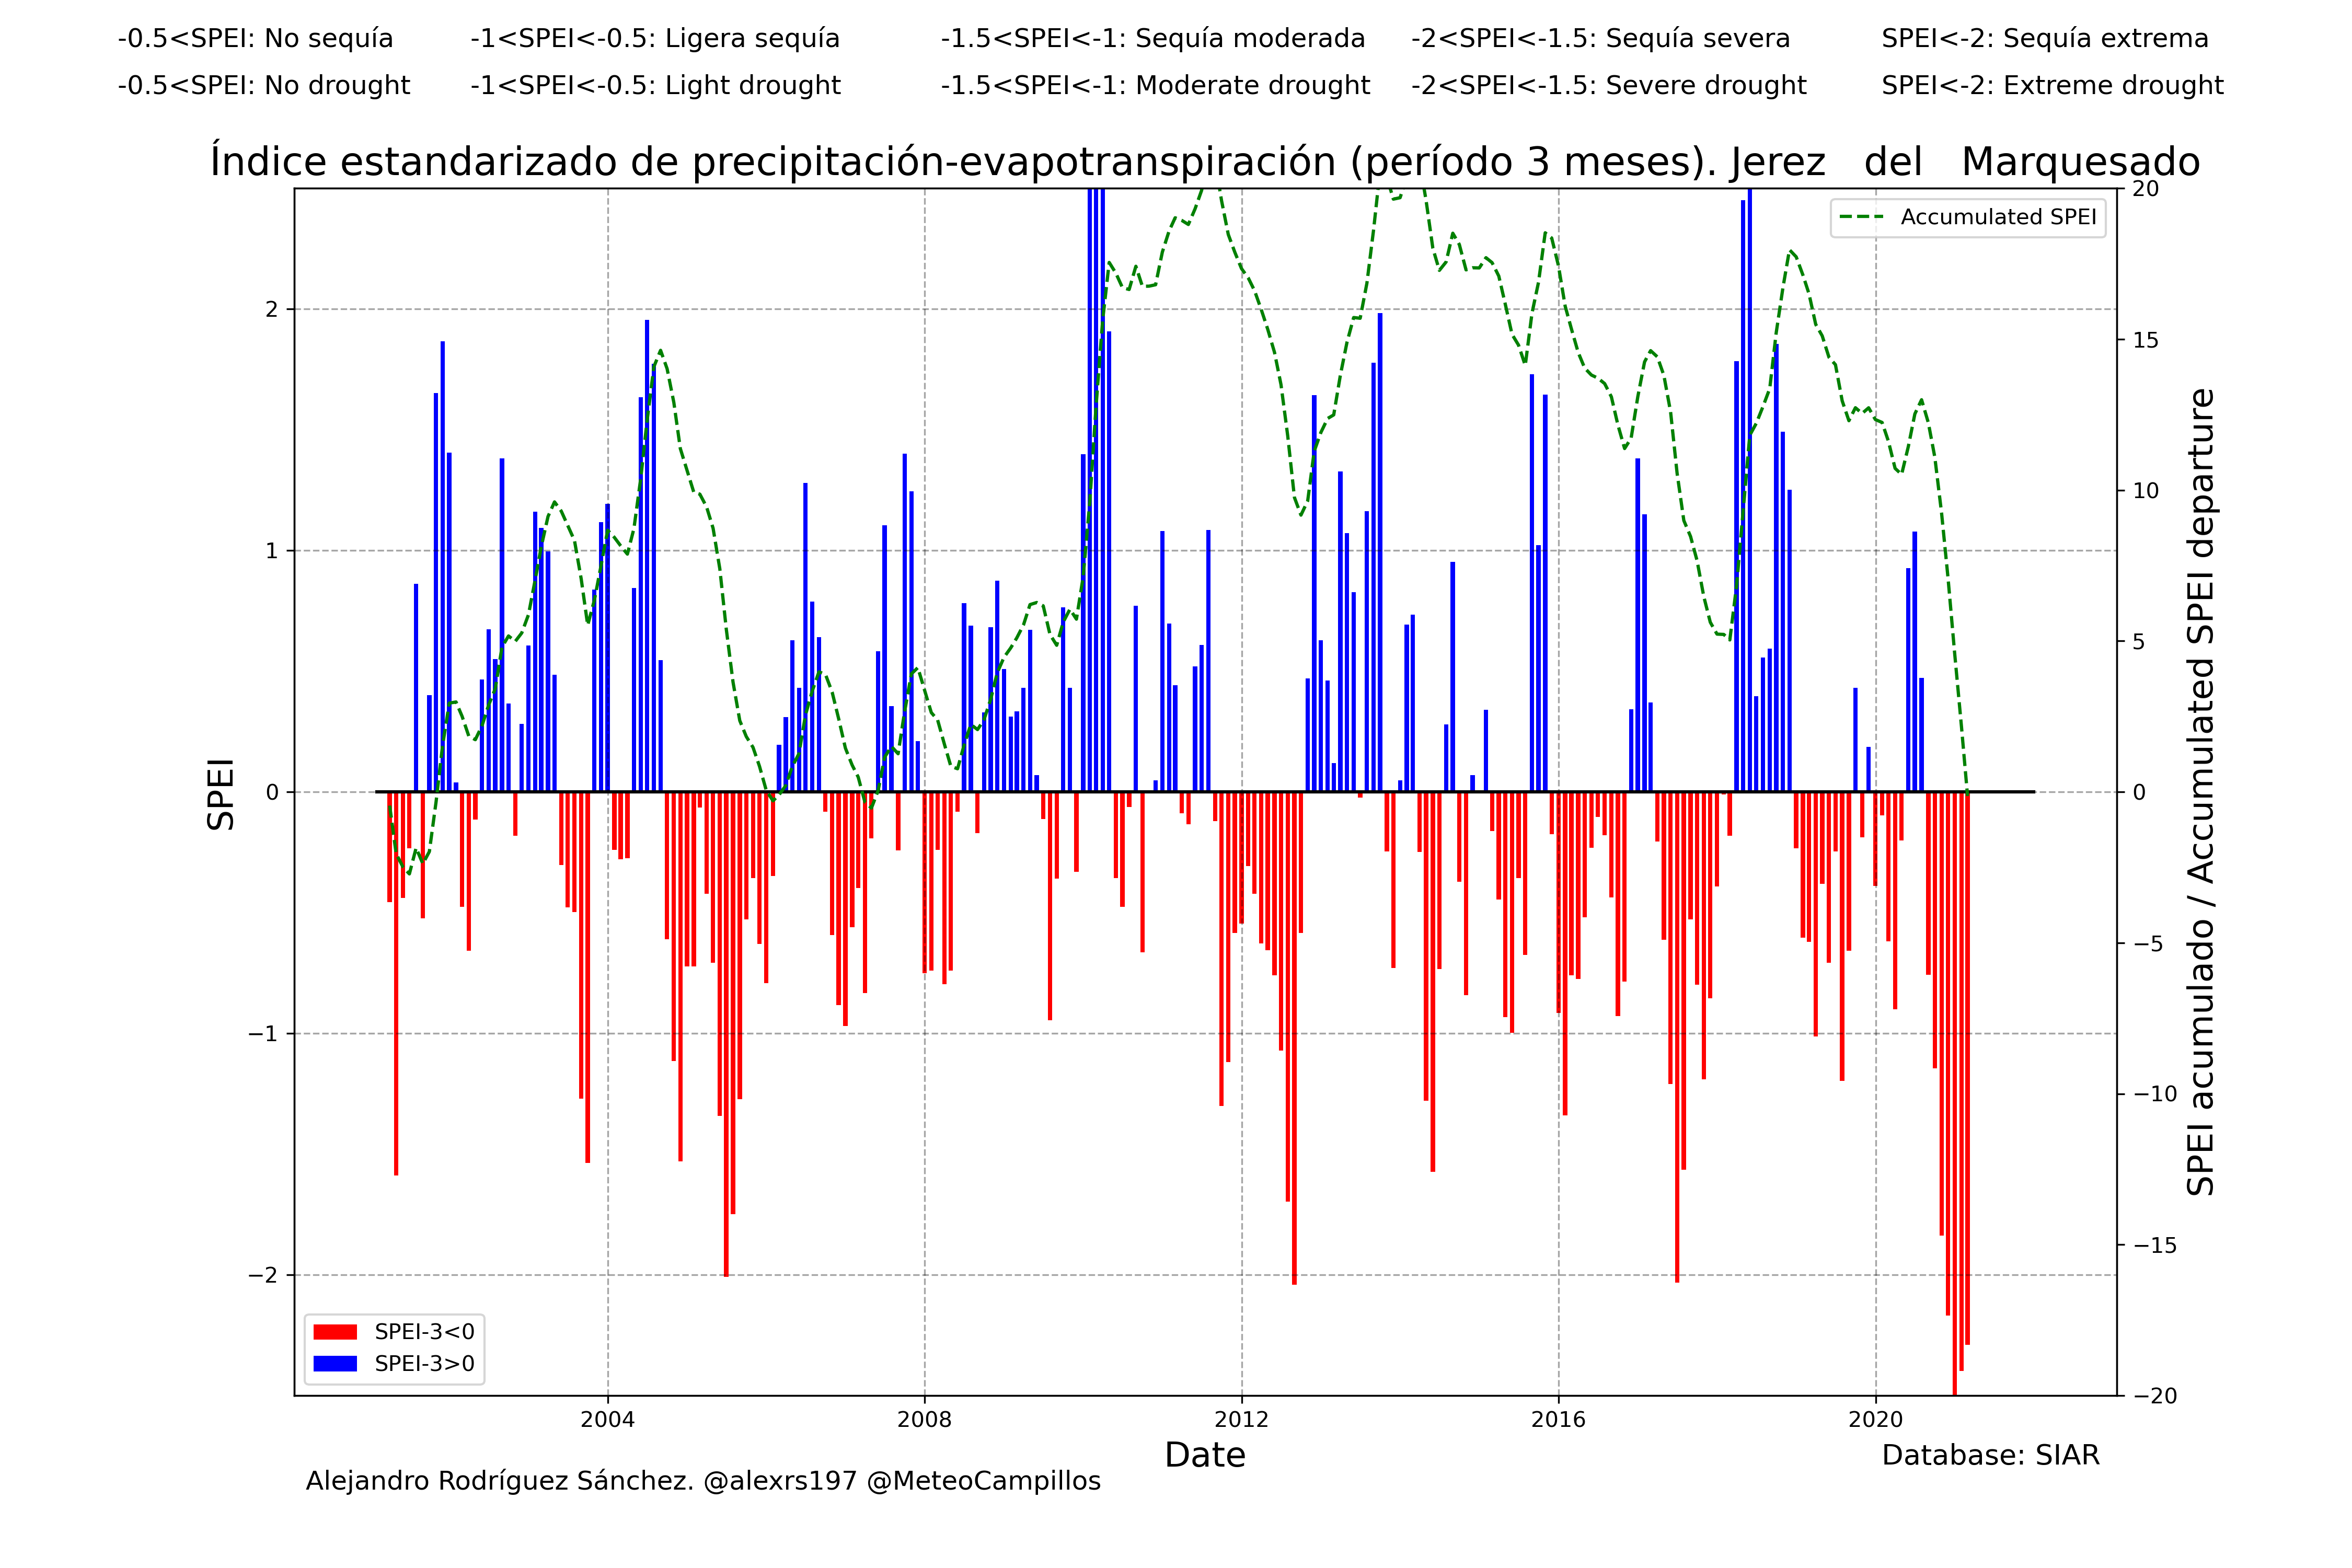 -0.5<SPEI: No sequía -1<SPEI<-0.5: Ligera sequía -1.5<SPEI<-1: Sequía moderada -2<SPEI<-1.5: Sequía severa SPEI<-2: Sequía extrema
-0.5<SPEI: No drought -1<SPEI<-0.5: Light drought -1.5<SPEI<-1: Moderate drought -2<SPEI<-1.5: Severe drought SPEI<-2: Extreme drought
Índice estandarizado de precipitación-evapotranspiración (período 3 meses). Jerez del Marquesado
Accumulated SPEI
SPEI
2
1
0
−1
−2
20
15
10
5
0
−5
−10
−15
−20
SPEI acumulado / Accumulated SPEI departure
SPEI-3<0
SPEI-3>0
2004 2008 2012 2016 2020
Date
Database: SIAR
Alejandro Rodríguez Sánchez. @alexrs197 @MeteoCampillos